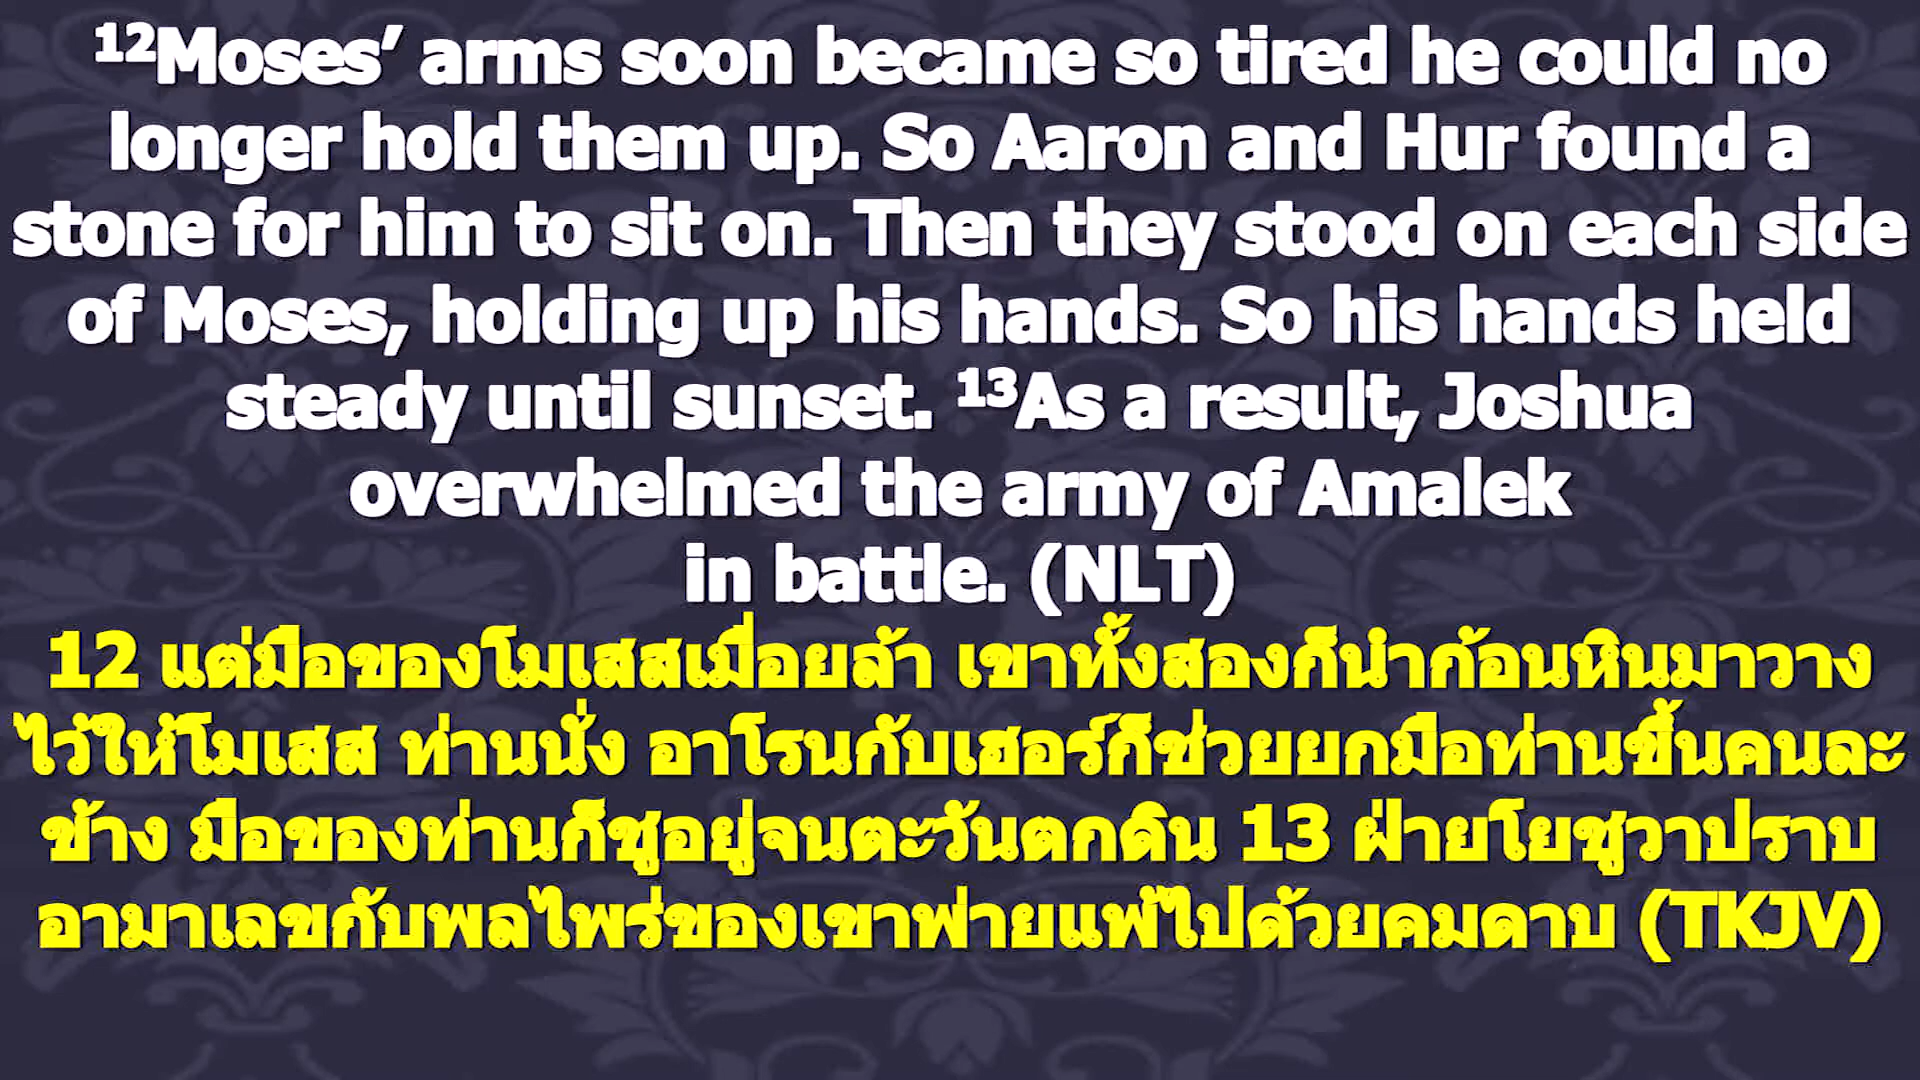 ¹²Moses’ arms soon became so tired he could no
longer hold them up. So Aaron and Hur found a
stone for him to sit on. Then they stood on each side
of Moses, holding up his hands. So his hands held
steady until sunset. ¹³As a result, Joshua
overwhelmed the army of Amalek
in battle. (NLT)
12 แต่มือของโมเสสเมื่อยล้า เขาทั้งสองก็นำก้อนหินมาวาง
ไว้ให้โมเสส ท่านนั่ง อาโรนกับเฮอร์ก็ช่วยยกมือท่านขึ้นคนละ
ข้าง มือของท่านก็ชูอยู่จนตะวันตกดิน 13 ฝ่ายโยชูวาปราบ
อามาเลขกับพลไพร่ของเขาพ่ายแพ้ไปด้วยคมดาบ (TKJV)